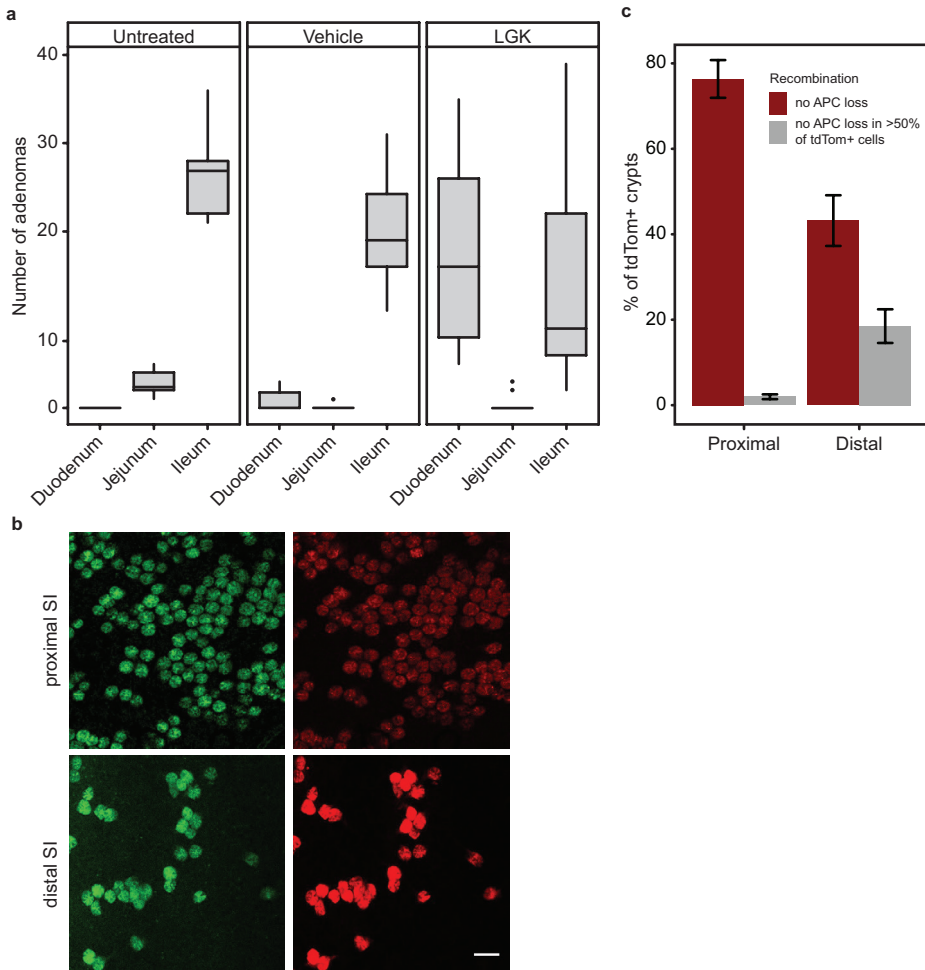 a
Untreated
Vehicle
LGK
Number of adenomas
40
30
20
10
0
Duodenum
Jejunum
Ileum
Duodenum
Jejunum
Ileum
Duodenum
Jejunum
Ileum
c
% of tdTom+ crypts
80
60
40
20
0
Recombination
no APC loss
no APC loss in >50%
of tdTom+ cells
Proximal
Distal
b
proximal SI
distal SI